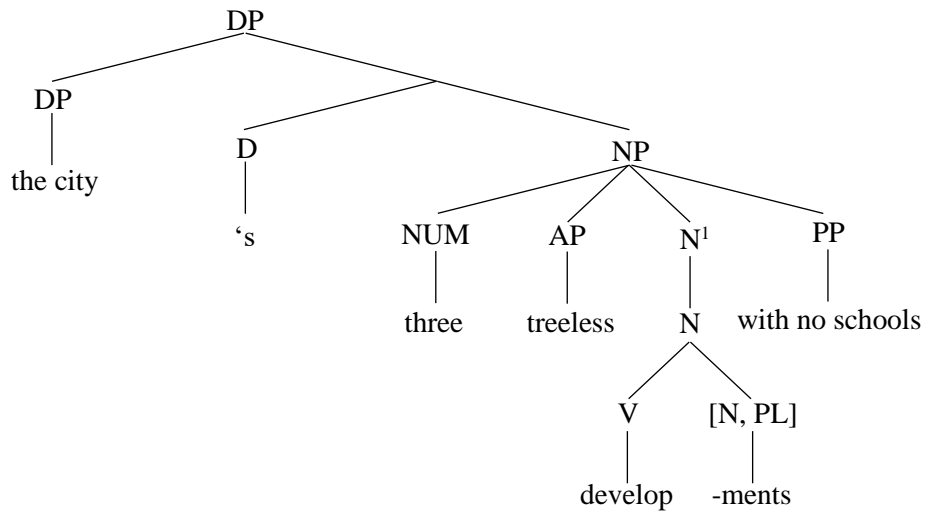 DP
DP
D
NP
the city
's
NUM AP N¹ PP
three treeless N with no schools
V [N, PL]
develop -ments